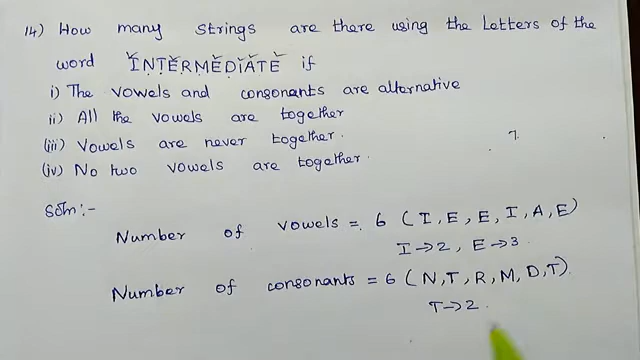 14) How many strings are there using the letters of the
word INTERMEDIATE if
i) The vowels and consonants are alternative
ii) All the vowels are together
(iii) Vowels are never together.
(iv) No two vowels are together.
7.
Soln:-
Number of vowels = 6 (I, E, E, I, A, E)
I→2, E→3.
Number of consonants = 6 (N, T, R, M, D, T).
T→2.